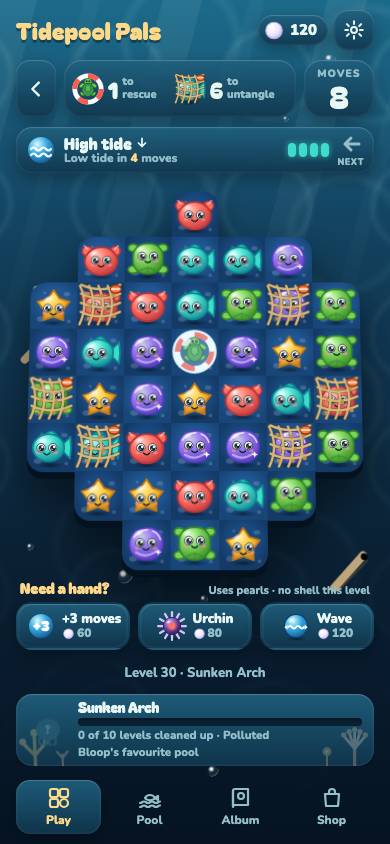 Tidepool Pals
120
1 to rescue
6 to untangle
MOVES
8
High tide ↓
Low tide in 4 moves
NEXT
Need a hand?
Uses pearls · no shell this level
+3
+3 moves
60
Urchin
80
Wave
120
Level 30 · Sunken Arch
Sunken Arch
0 of 10 levels cleaned up · Polluted
Bloop's favourite pool
Play
Pool
Album
Shop